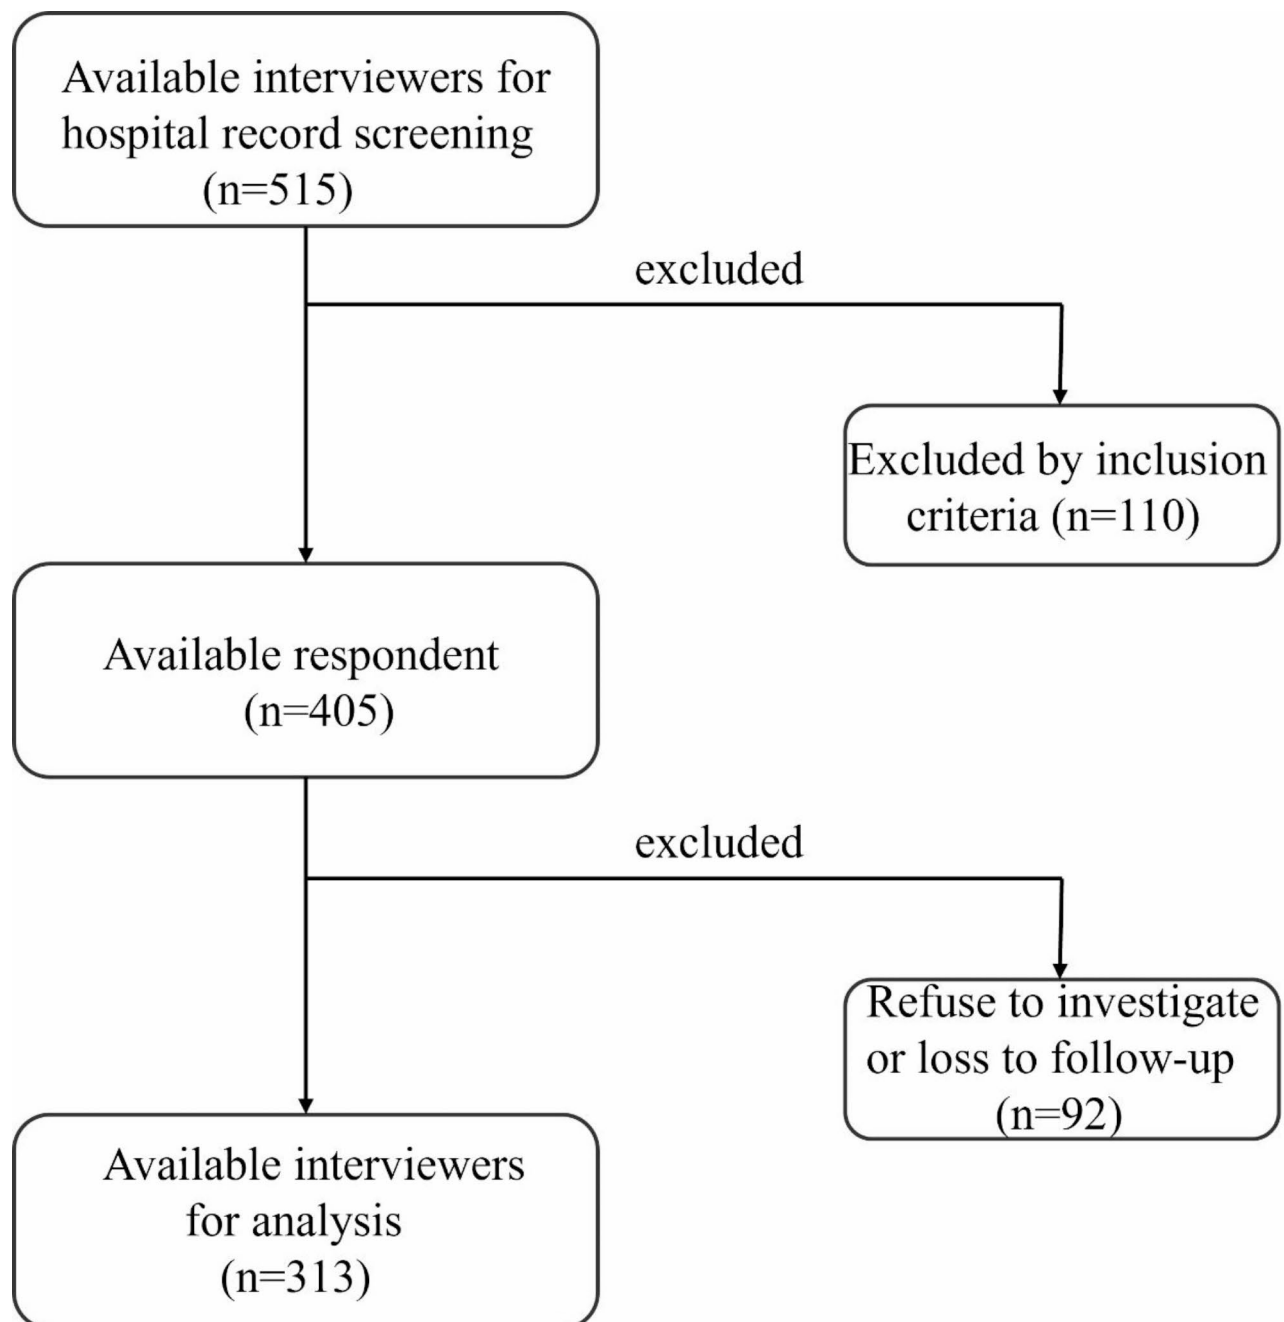 Available interviewers for
hospital record screening
(n=515)
excluded
Excluded by inclusion
criteria (n=110)
Available respondent
(n=405)
excluded
Refuse to investigate
or loss to follow-up
(n=92)
Available interviewers
for analysis
(n=313)